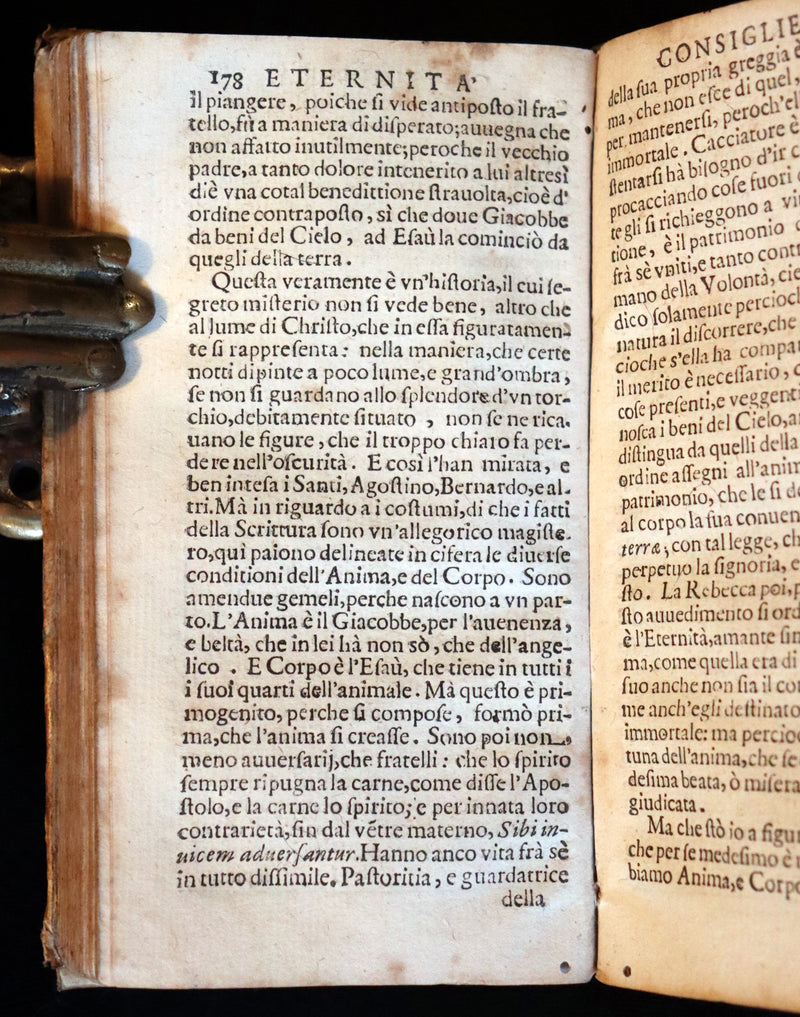 178 ETERNITA'
il piangere, poiche ſi vide antipoſto il fra-
tello, fù a maniera di diſperato; auuegna che
non affatto inutilmente; peroche il vecchio
padre, a tanto dolore intenerito a lui altresì
diè vna cotal benedittione ſtrauolta, cioè d'
ordine contrapoſto, sì che doue Giacobbe
da beni del Cielo, ad Eſaù la cominciò da
quegli della terra.
Queſta veramente è vn'hiſtoria, il cui ſe-
greto miſterio non ſi vede bene, altro che
al lume di Chriſto, che in eſſa figuratamen-
te ſi rappreſenta: nella maniera, che certe
notti dipinte a poco lume, e grand'ombra,
ſe non ſi guardano allo ſplendore d'vn tor-
chio, debitamente ſituato, non ſe ne rica.
uano le figure, che il troppo chiaro fa per-
dere nell'oſcurità. E così l'han mirata, e
ben inteſa i Santi, Agoſtino, Bernardo, e al-
tri. Mà in riguardo a i coſtumi, di che i fatti
della Scrittura ſono vn'allegorico magiſte-
ro, quì paiono delineate in cifera le diuerſe
conditioni dell'Anima, e del Corpo. Sono
amendue gemeli, perche naſcono a vn par-
to. L'Anima è il Giacobbe, per l'auenenza,
e beltà, che in lei hà non sò, che dell'ange-
lico. E Corpo è l'Eſaù, che tiene in tutti i
i ſuoi quarti dell'animale. Mà queſto è pri-
mogenito, perche ſi compoſe, formò pri-
ma, che l'anima ſi creaſſe. Sono poi non
meno auuerſarij, che fratelli: che lo ſpirito
ſempre ripugna la carne, come diſſe l'Apo-
ſtolo, e la carne lo ſpirito; e per innata loro
contrarietà, fin dal vẽtre materno, Sibi in-
uicem aduerſantur. Hanno anco vita frà sè
in tutto diſſimile. Paſtoritia, e guardatrice
della
CONSIGLIE
della ſua propria greggia è
ma, che non eſce di quel,
per mantenerſi, peroch'el
immortale. Cacciatore è
ſtentarſi hà biſogno d'ir c
procacciando coſe fuori
te gli ſi richieggono a vi
tione, è il patrimonio
frà sè vniti, e tanto contr
mano della Volontà, cie
dico ſolamente percioch
natura il diſcorrere, che
cioche s'ella ha compar
il merito è neceſſario, c
coſe preſenti, e veggent
noſca i beni del Cielo, a
diſtingua da quelli della
ordine aſſegni all'anim
patrimonio, che le ſi de
al corpo la ſua conuen
terræ; con tal legge, ch
perpetuo la ſignoria, e
ſto. La Rebecca poi, p
ſto auuedimento ſi ord
è l'Eternità, amante ſin
ma, come quella era di
ſuo anche non ſia il co
me anch'egli deſtinato
immortale: ma percioc
tuna dell'anima, che ſe
deſima beata, ò miſera
giudicata.
Ma che ſtò io a figur
che per ſe medeſimo è
biamo Anima, e Corpo